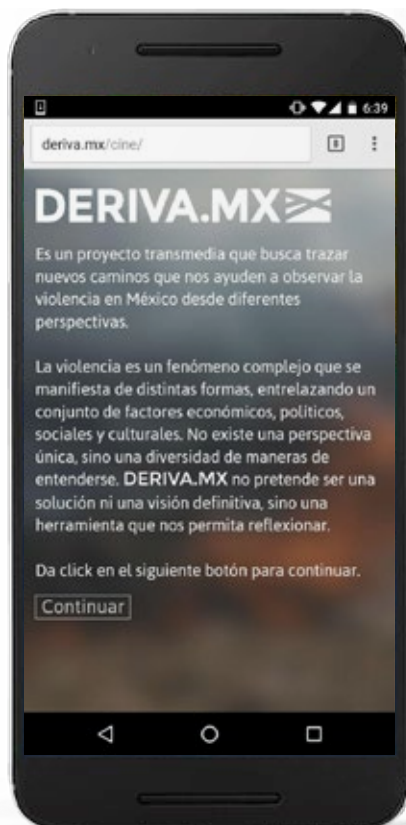 6:39
deriva.mx/cine/
DERIVA.MX
Es un proyecto transmedia que busca trazar
nuevos caminos que nos ayuden a observar la
violencia en México desde diferentes
perspectivas.
La violencia es un fenómeno complejo que se
manifiesta de distintas formas, entrelazando un
conjunto de factores económicos, políticos,
sociales y culturales. No existe una perspectiva
única, sino una diversidad de maneras de
entenderse. DERIVA.MX no pretende ser una
solución ni una visión definitiva, sino una
herramienta que nos permita reflexionar.
Da click en el siguiente botón para continuar.
Continuar